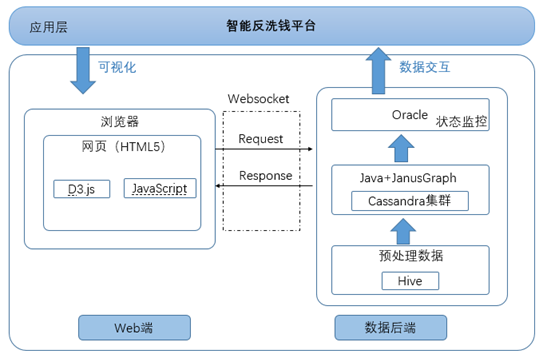 应用层
智能反洗钱平台
可视化
数据交互
浏览器
网页（HTML5）
D3.js
JavaScript
Websocket
Request
Response
Oracle
状态监控
Java+JanusGraph
Cassandra集群
预处理数据
Hive
Web端
数据后端